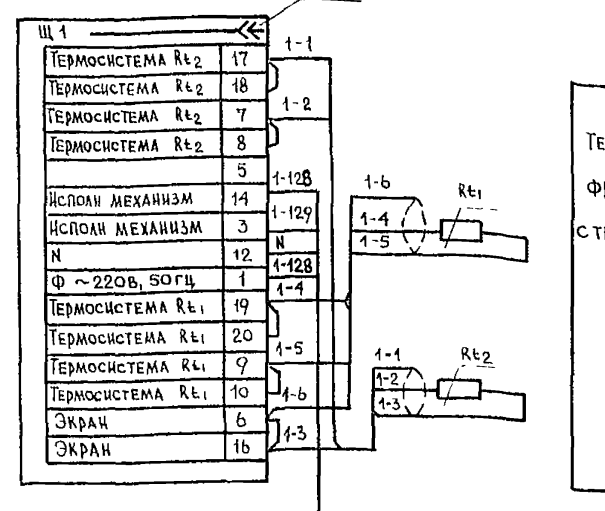 Щ1
1-1
Термосистема Rt2 17
Термосистема Rt2 18
1-2
Термосистема Rt2 7
Термосистема Rt2 8
5
1-128
Исполн механизм 14
1-129
Исполн механизм 3
N
N 12
1-128
Ф ~220В, 50ГЦ 1
1-4
Термосистема Rt1 19
Термосистема Rt1 20
1-5
Термосистема Rt1 9
Термосистема Rt1 10
1-6
Экран 6
1-3
Экран 16
1-6
Rt1
1-4
1-5
1-1
Rt2
1-2
1-3
ТЕ
СТ